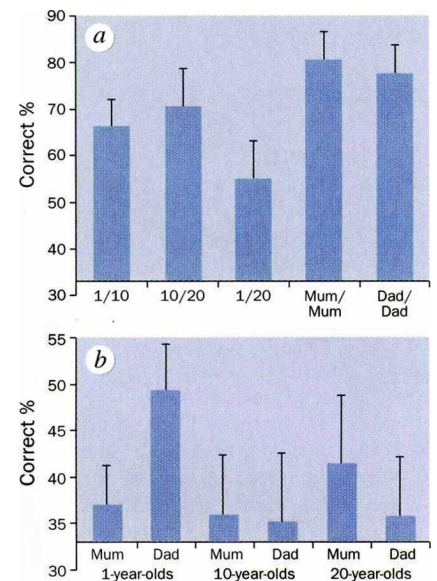 a
Correct %
90
80
70
60
50
40
30
1/10 10/20 1/20 Mum/ Dad/
Mum Dad
b
Correct %
55
50
45
40
35
30
Mum Dad Mum Dad Mum Dad
1-year-olds 10-year-olds 20-year-olds